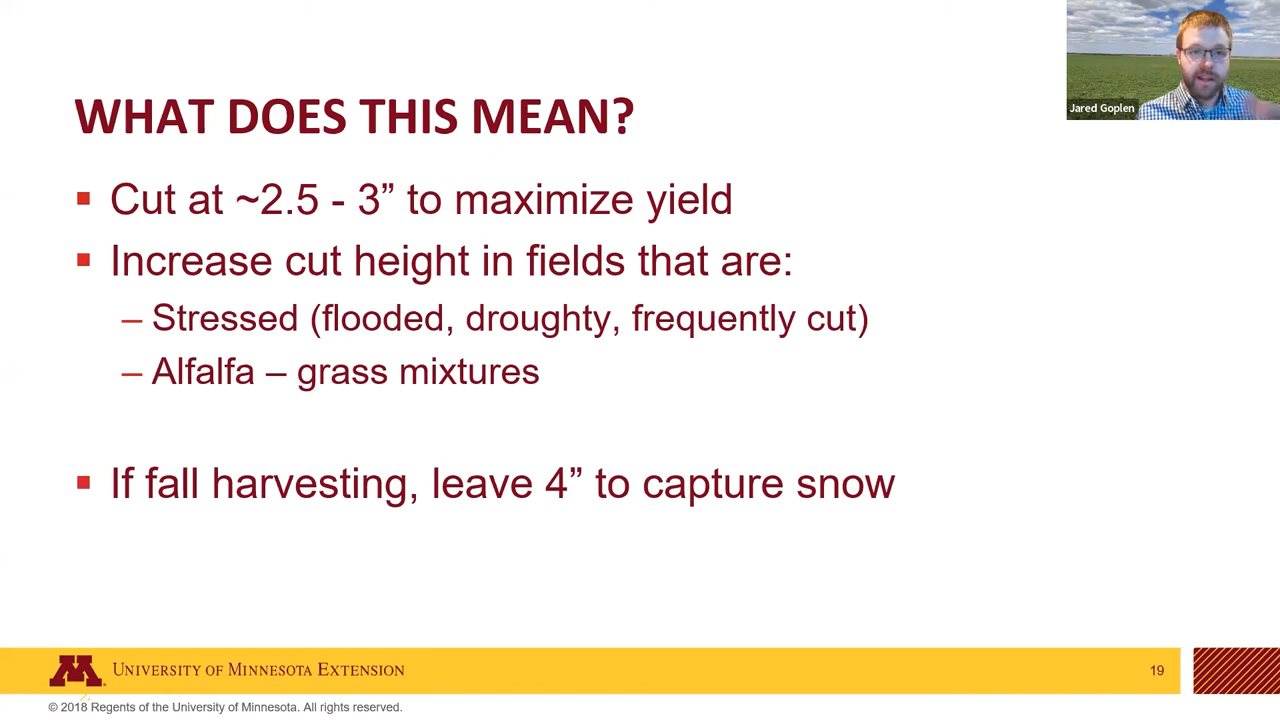 WHAT DOES THIS MEAN?
▪ Cut at ~2.5 - 3” to maximize yield
▪ Increase cut height in fields that are:
– Stressed (flooded, droughty, frequently cut)
– Alfalfa – grass mixtures
▪ If fall harvesting, leave 4” to capture snow
Jared Goplen
M UNIVERSITY OF MINNESOTA EXTENSION
19
© 2018 Regents of the University of Minnesota. All rights reserved.